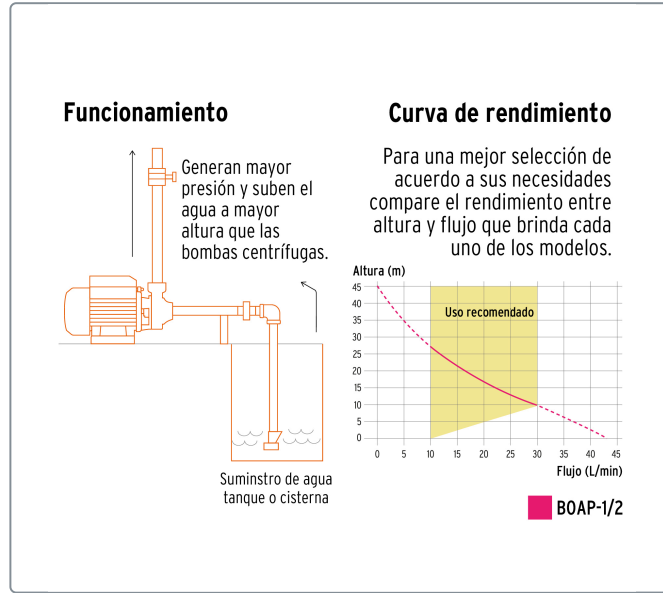 Funcionamiento
Generan mayor
presión y suben el
agua a mayor
altura que las
bombas centrífugas.
Suminstro de agua
tanque o cisterna
Curva de rendimiento
Para una mejor selección de
acuerdo a sus necesidades
compare el rendimiento entre
altura y flujo que brinda cada
uno de los modelos.
Altura (m)
45
40
35
30
25
20
15
10
5
0
Uso recomendado
0 5 10 15 20 25 30 35 40 45
Flujo (L/min)
BOAP-1/2